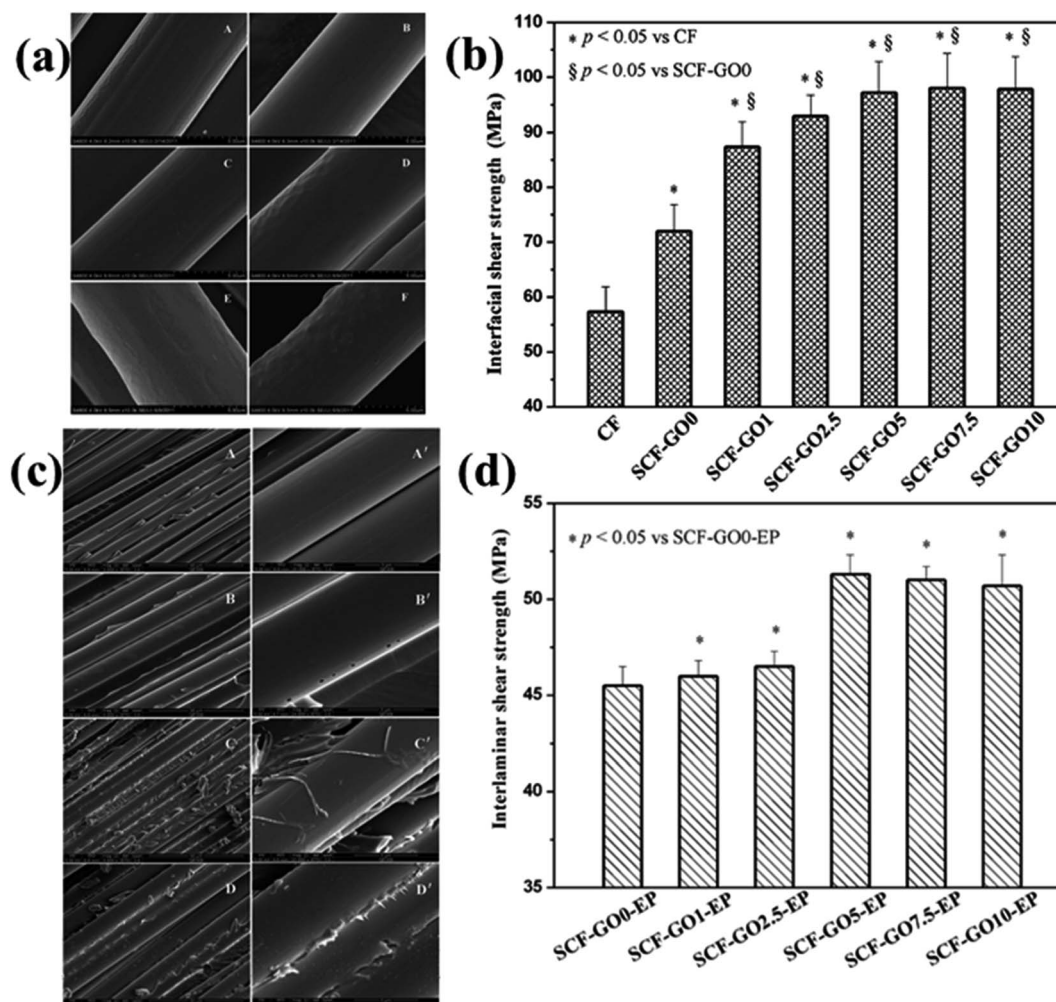 (a)
A
B
C
D
E
F
(b)
* p < 0.05 vs CF
§ p < 0.05 vs SCF-GO0
*
* §
* §
* §
* §
* §
Interfacial shear strength (MPa)
110
100
90
80
70
60
50
40
CF
SCF-GO0
SCF-GO1
SCF-GO2.5
SCF-GO5
SCF-GO7.5
SCF-GO10
(c)
A
A′
B
B′
C
C′
D
D′
(d)
* p < 0.05 vs SCF-GO0-EP
*
*
*
*
*
Interlaminar shear strength (MPa)
55
50
45
40
35
SCF-GO0-EP
SCF-GO1-EP
SCF-GO2.5-EP
SCF-GO5-EP
SCF-GO7.5-EP
SCF-GO10-EP